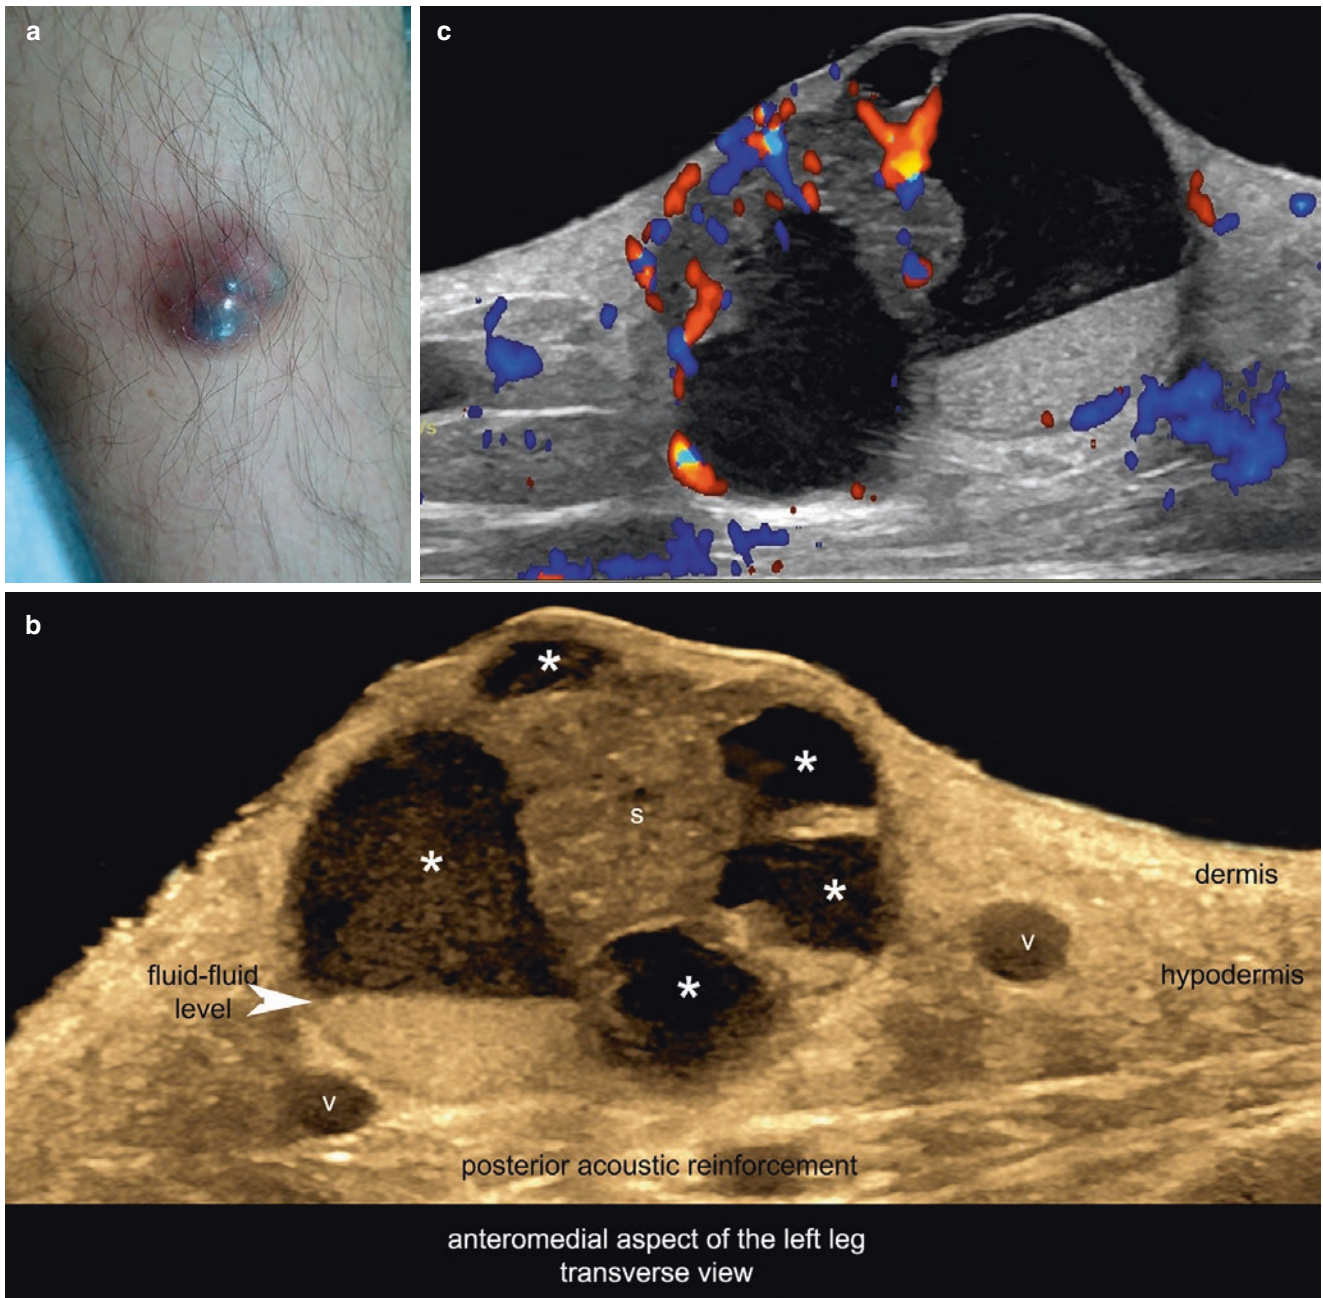 a
c
/s
b
*
*
s
*
*
dermis
v
fluid-fluid
level
*
hypodermis
v
posterior acoustic reinforcement
anteromedial aspect of the left leg
transverse view